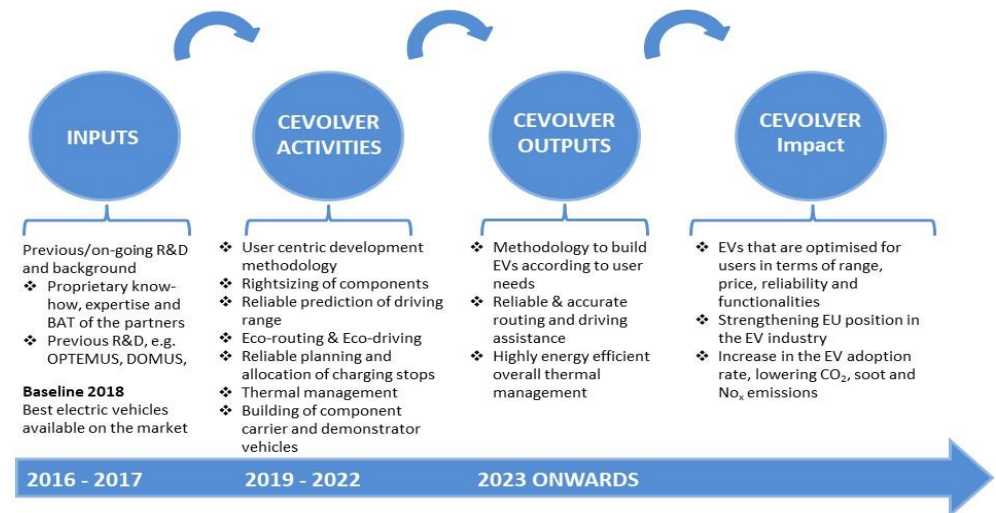 INPUTS
CEVOLVER
ACTIVITIES
CEVOLVER
OUTPUTS
CEVOLVER
Impact
Previous/on-going R&D
and background
❖ Proprietary know-
how, expertise and
BAT of the partners
❖ Previous R&D, e.g.
OPTEMUS, DOMUS,
Baseline 2018
Best electric vehicles
available on the market
❖ User centric development
methodology
❖ Rightsizing of components
❖ Reliable prediction of driving
range
❖ Eco-routing & Eco-driving
❖ Reliable planning and
allocation of charging stops
❖ Thermal management
❖ Building of component
carrier and demonstrator
vehicles
❖ Methodology to build
EVs according to user
needs
❖ Reliable & accurate
routing and driving
assistance
❖ Highly energy efficient
overall thermal
management
❖ EVs that are optimised for
users in terms of range,
price, reliability and
functionalities
❖ Strengthening EU position in
the EV industry
❖ Increase in the EV adoption
rate, lowering CO₂, soot and
Noₓ emissions
2016 - 2017
2019 - 2022
2023 ONWARDS